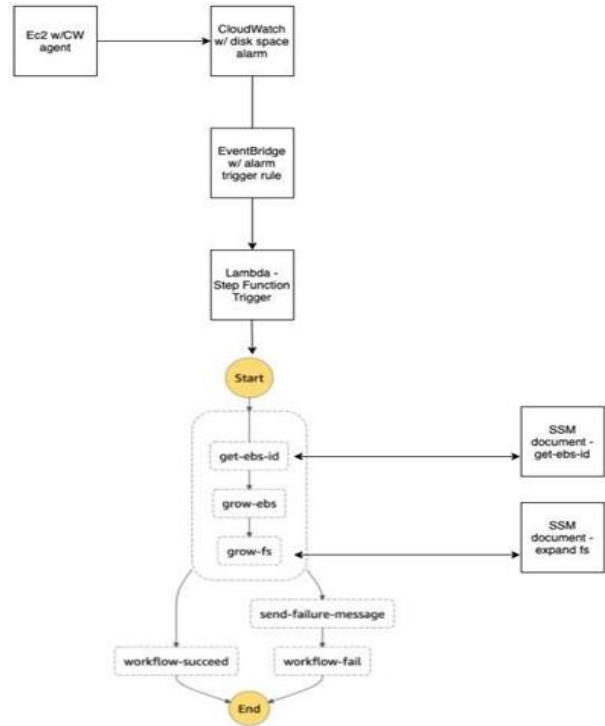 Ec2 w/CW
agent
CloudWatch
w/ disk space
alarm
EventBridge
w/ alarm
trigger rule
Lambda -
Step Function
Trigger
Start
get-ebs-id
SSM
document -
get-ebs-id
grow-ebs
grow-fs
SSM
document -
expand fs
send-failure-message
workflow-succeed
workflow-fail
End